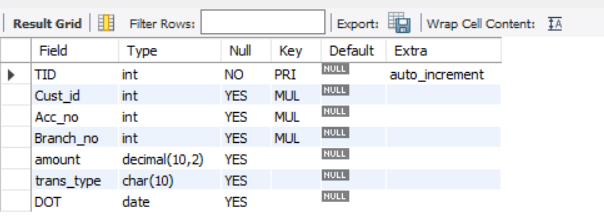 Result Grid Filter Rows: Export: Wrap Cell Content: IA
Field Type Null Key Default Extra
TID int NO PRI NULL auto_increment
Cust_id int YES MUL NULL
Acc_no int YES MUL NULL
Branch_no int YES MUL NULL
amount decimal(10,2) YES NULL
trans_type char(10) YES NULL
DOT date YES NULL